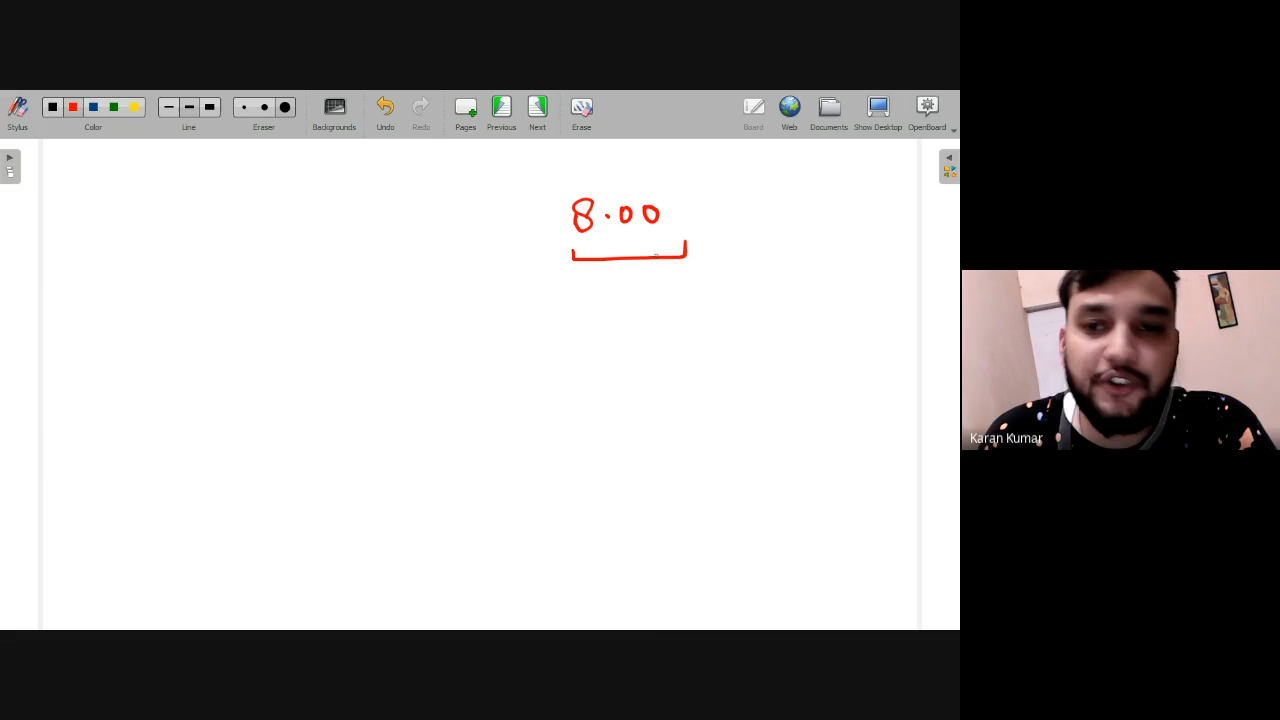 Stylus Color Line Eraser Backgrounds Undo Redo Pages Previous Next Erase Board Web Documents Show Desktop OpenBoard
8.00
Karan Kumar